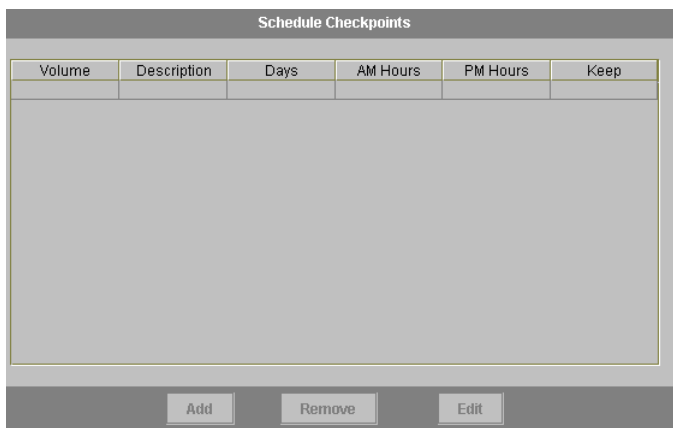 Schedule Checkpoints
Volume Description Days AM Hours PM Hours Keep
Add Remove Edit